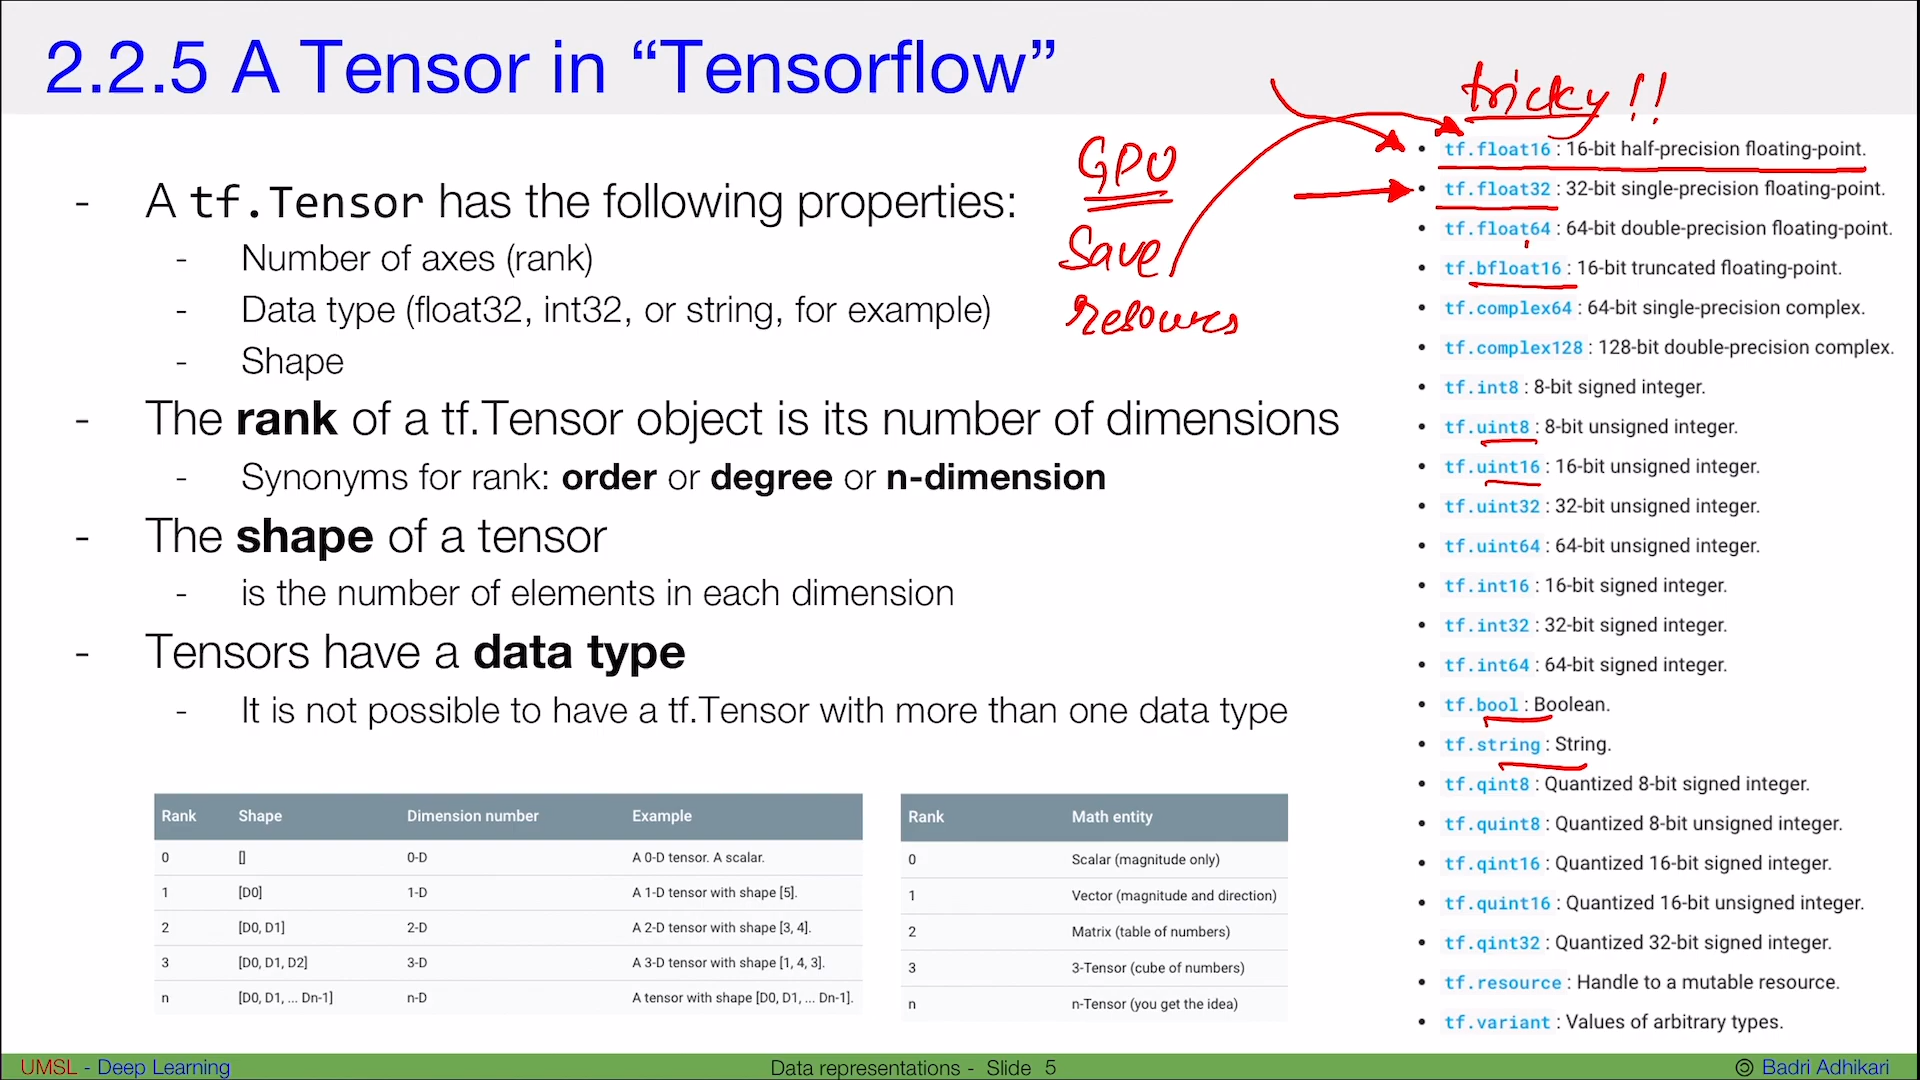 2.2.5 A Tensor in “Tensorflow”
- A tf.Tensor has the following properties:
- Number of axes (rank)
- Data type (float32, int32, or string, for example)
- Shape
- The rank of a tf.Tensor object is its number of dimensions
- Synonyms for rank: order or degree or n-dimension
- The shape of a tensor
- is the number of elements in each dimension
- Tensors have a data type
- It is not possible to have a tf.Tensor with more than one data type
GPU
Save
tricky!!
• tf.float16 : 16-bit half-precision floating-point.
• tf.float32 : 32-bit single-precision floating-point.
• tf.float64 : 64-bit double-precision floating-point.
• tf.bfloat16 : 16-bit truncated floating-point.
• tf.complex64 : 64-bit single-precision complex.
• tf.complex128 : 128-bit double-precision complex.
• tf.int8 : 8-bit signed integer.
• tf.uint8 : 8-bit unsigned integer.
• tf.uint16 : 16-bit unsigned integer.
• tf.uint32 : 32-bit unsigned integer.
• tf.uint64 : 64-bit unsigned integer.
• tf.int16 : 16-bit signed integer.
• tf.int32 : 32-bit signed integer.
• tf.int64 : 64-bit signed integer.
• tf.bool : Boolean.
• tf.string : String.
• tf.qint8 : Quantized 8-bit signed integer.
• tf.quint8 : Quantized 8-bit unsigned integer.
• tf.qint16 : Quantized 16-bit signed integer.
• tf.quint16 : Quantized 16-bit unsigned integer.
• tf.qint32 : Quantized 32-bit signed integer.
• tf.resource : Handle to a mutable resource.
• tf.variant : Values of arbitrary types.
Rank Shape Dimension number Example
0 [] 0-D A 0-D tensor. A scalar.
1 [D0] 1-D A 1-D tensor with shape [5].
2 [D0, D1] 2-D A 2-D tensor with shape [3, 4].
3 [D0, D1, D2] 3-D A 3-D tensor with shape [1, 4, 3].
n [D0, D1, ... Dn-1] n-D A tensor with shape [D0, D1, ... Dn-1].
Rank Math entity
0 Scalar (magnitude only)
1 Vector (magnitude and direction)
2 Matrix (table of numbers)
3 3-Tensor (cube of numbers)
n n-Tensor (you get the idea)
UMSL - Deep Learning
Data representations - Slide 5
© Badri Adhikari